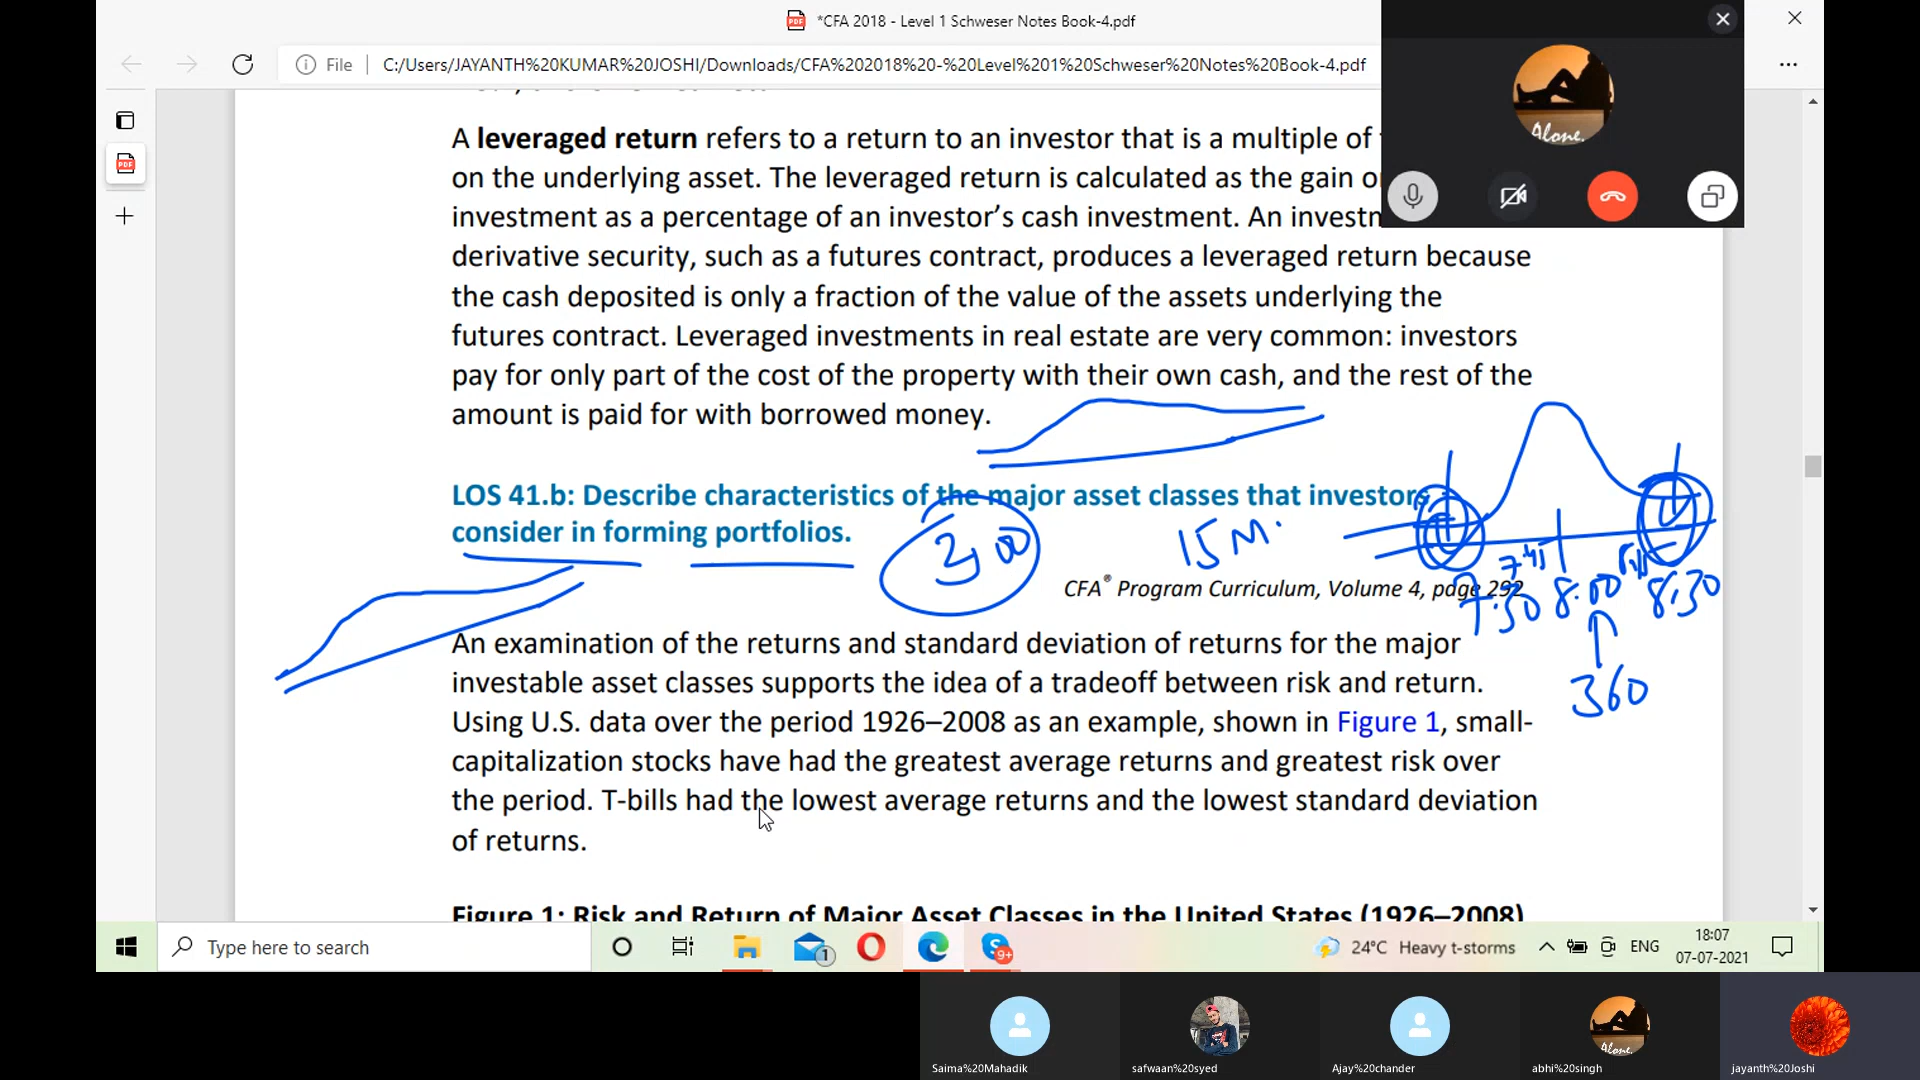 *CFA 2018 - Level 1 Schweser Notes Book-4.pdf
File
C:/Users/JAYANTH%20KUMAR%20JOSHI/Downloads/CFA%202018%20-%20Level%201%20Schweser%20Notes%20Book-4.pdf
Alone.
A leveraged return refers to a return to an investor that is a multiple of
on the underlying asset. The leveraged return is calculated as the gain
investment as a percentage of an investor’s cash investment. An
derivative security, such as a futures contract, produces a leveraged return because
the cash deposited is only a fraction of the value of the assets underlying the
futures contract. Leveraged investments in real estate are very common: investors
pay for only part of the cost of the property with their own cash, and the rest of the
amount is paid for with borrowed money.
LOS 41.b: Describe characteristics of the major asset classes that investors
consider in forming portfolios.
15 M.
CFA® Program Curriculum, Volume 4, page 292
7.30 8.00 8.30
360
An examination of the returns and standard deviation of returns for the major
investable asset classes supports the idea of a tradeoff between risk and return.
Using U.S. data over the period 1926–2008 as an example, shown in Figure 1, small-
capitalization stocks have had the greatest average returns and greatest risk over
the period. T-bills had the lowest average returns and the lowest standard deviation
of returns.
Figure 1: Risk and Return of Major Asset Classes in the United States (1926–2008)
Type here to search
1
9+
24°C Heavy t-storms
ENG
18:07
07-07-2021
Alone.
Saima%20Mahadik
safwaan%20syed
Ajay%20chander
abhi%20singh
jayanth%20Joshi